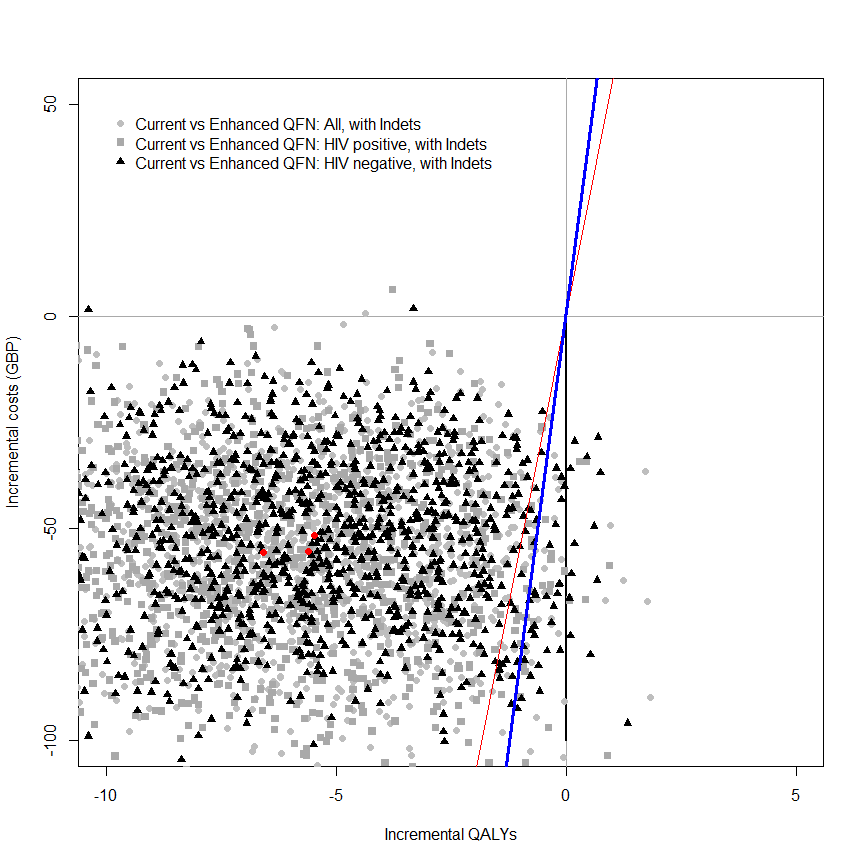 Current vs Enhanced QFN: All, with Indets
Current vs Enhanced QFN: HIV positive, with Indets
Current vs Enhanced QFN: HIV negative, with Indets
50
0
-50
-100
Incremental costs (GBP)
-10
-5
0
5
Incremental QALYs